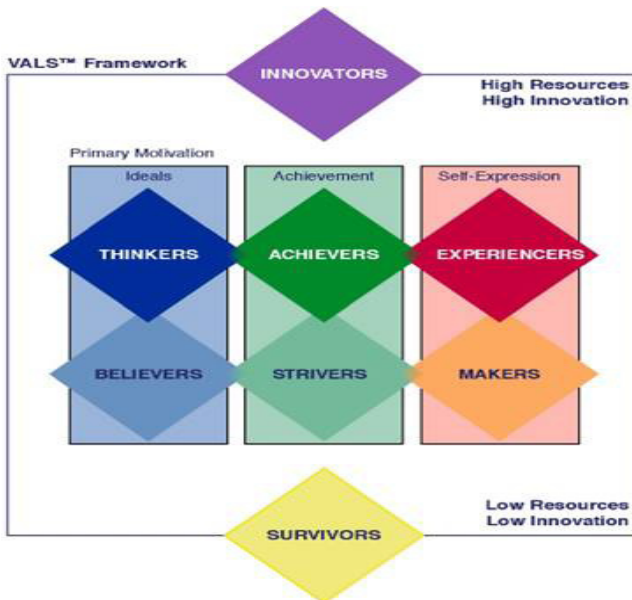 VALS™ Framework
INNOVATORS
High Resources
High Innovation
Primary Motivation
Ideals
Achievement
Self-Expression
THINKERS
ACHIEVERS
EXPERIENCERS
BELIEVERS
STRIVERS
MAKERS
Low Resources
Low Innovation
SURVIVORS